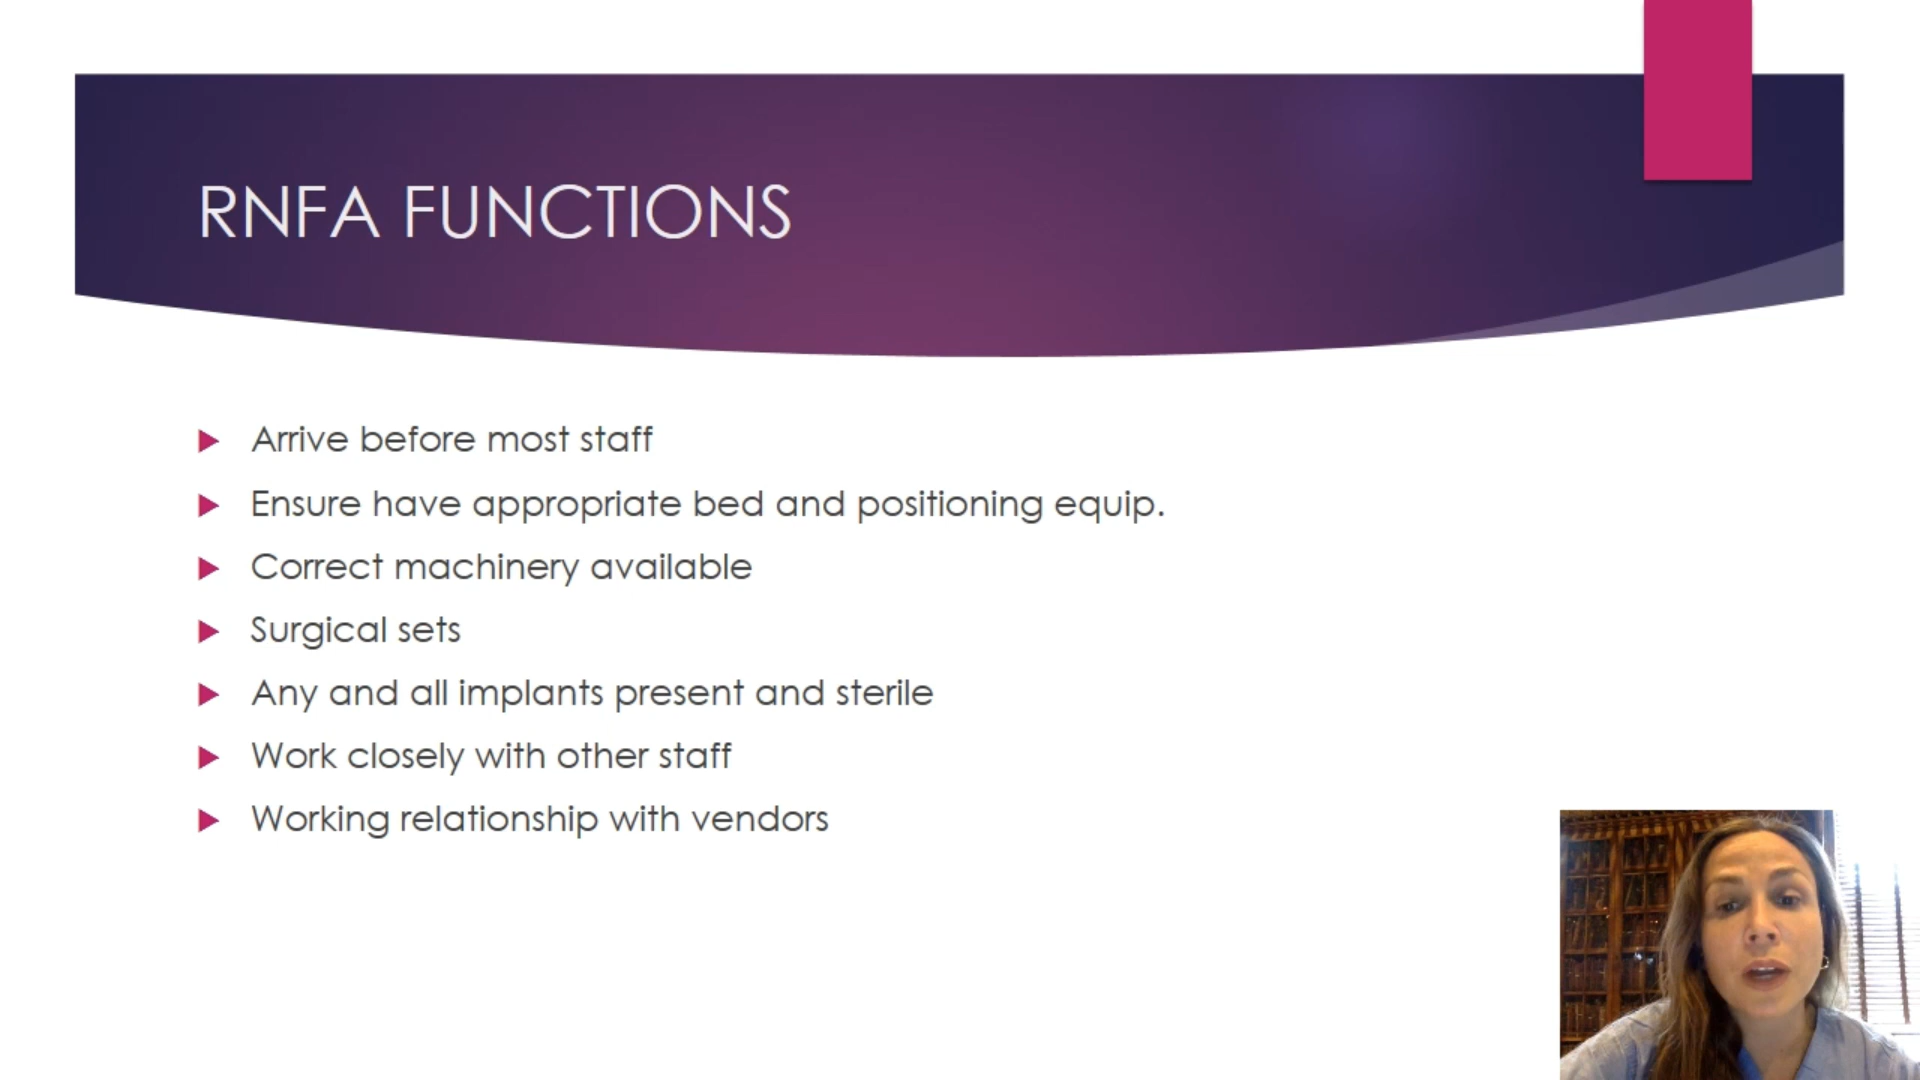 RNFA FUNCTIONS
Arrive before most staff
Ensure have appropriate bed and positioning equip.
Correct machinery available
Surgical sets
Any and all implants present and sterile
Work closely with other staff
Working relationship with vendors